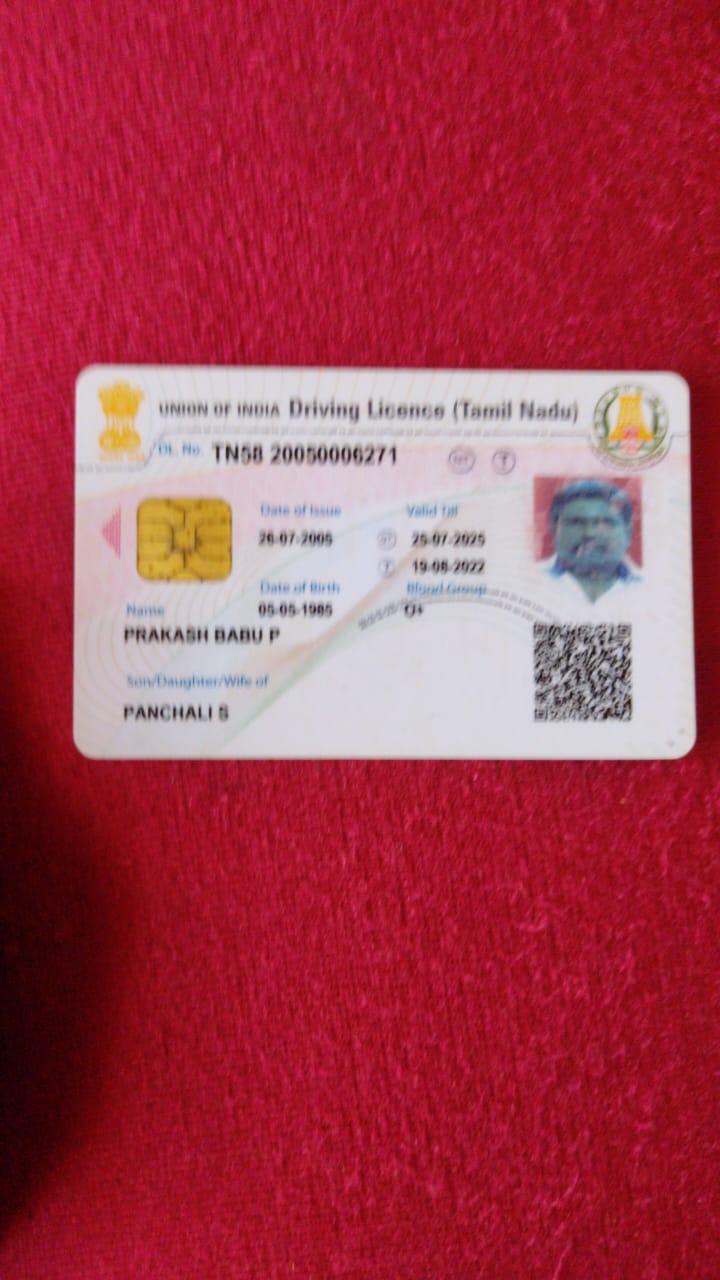 UNION OF INDIA Driving Licence (Tamil Nadu)
DL. No. TN58 20050006271 NT T
Date of Issue Valid Till
26-07-2005 NT 25-07-2025
T 19-08-2022
Date of Birth Blood Group
05-05-1985 O+
Name
PRAKASH BABU P
Son/Daughter/Wife of
PANCHALI S